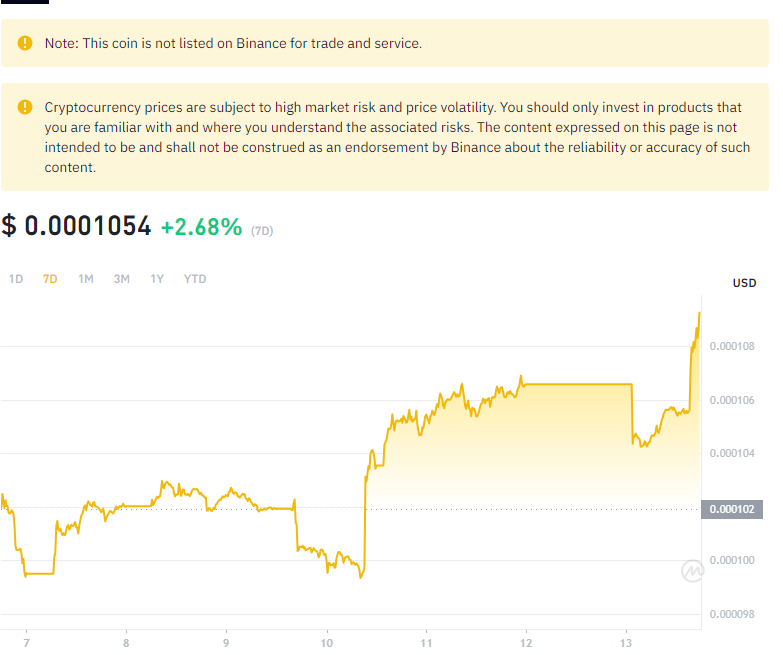 Note: This coin is not listed on Binance for trade and service.
Cryptocurrency prices are subject to high market risk and price volatility. You should only invest in products that
you are familiar with and where you understand the associated risks. The content expressed on this page is not
intended to be and shall not be construed as an endorsement by Binance about the reliability or accuracy of such
content.
$ 0.0001054 +2.68% (7D)
1D 7D 1M 3M 1Y YTD
USD
0.000108
0.000106
0.000104
0.000102
0.000100
0.000098
7 8 9 10 11 12 13